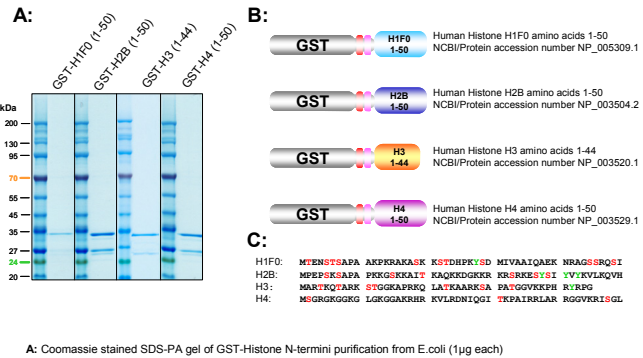 A:
GST-H1F0 (1-50)
GST-H2B (1-50)
GST-H3 (1-44)
GST-H4 (1-50)
kDa
200
130
95
70
55
45
35
27
24
20
B:
GST
H1F0
1-50
Human Histone H1F0 amino acids 1-50
NCBI/Protein accession number NP_005309.1
GST
H2B
1-50
Human Histone H2B amino acids 1-50
NCBI/Protein accession number NP_003504.2
GST
H3
1-44
Human Histone H3 amino acids 1-44
NCBI/Protein accession number NP_003520.1
GST
H4
1-50
Human Histone H4 amino acids 1-50
NCBI/Protein accession number NP_003529.1
C:
H1F0: MTENSTSAPA AKPKRAKASK KSTDHPKYSD MIVAAIQAEK NRAGSSRQSI
H2B: MPEPSKSAPA PKKGSKKAIT KAQKKDGKKR KRSRKESYSI YVYKVLKQVH
H3: MARTKQTARK STGGKAPRKQ LATKAARKSA PATGGVKKPH RYRPG
H4: MSGRGKGGKG LGKGGAKRHR KVLRDNIQGI TKPAIRRLAR RGGVKRISGL
A: Coomassie stained SDS-PA gel of GST-Histone N-termini purification from E.coli (1µg each)